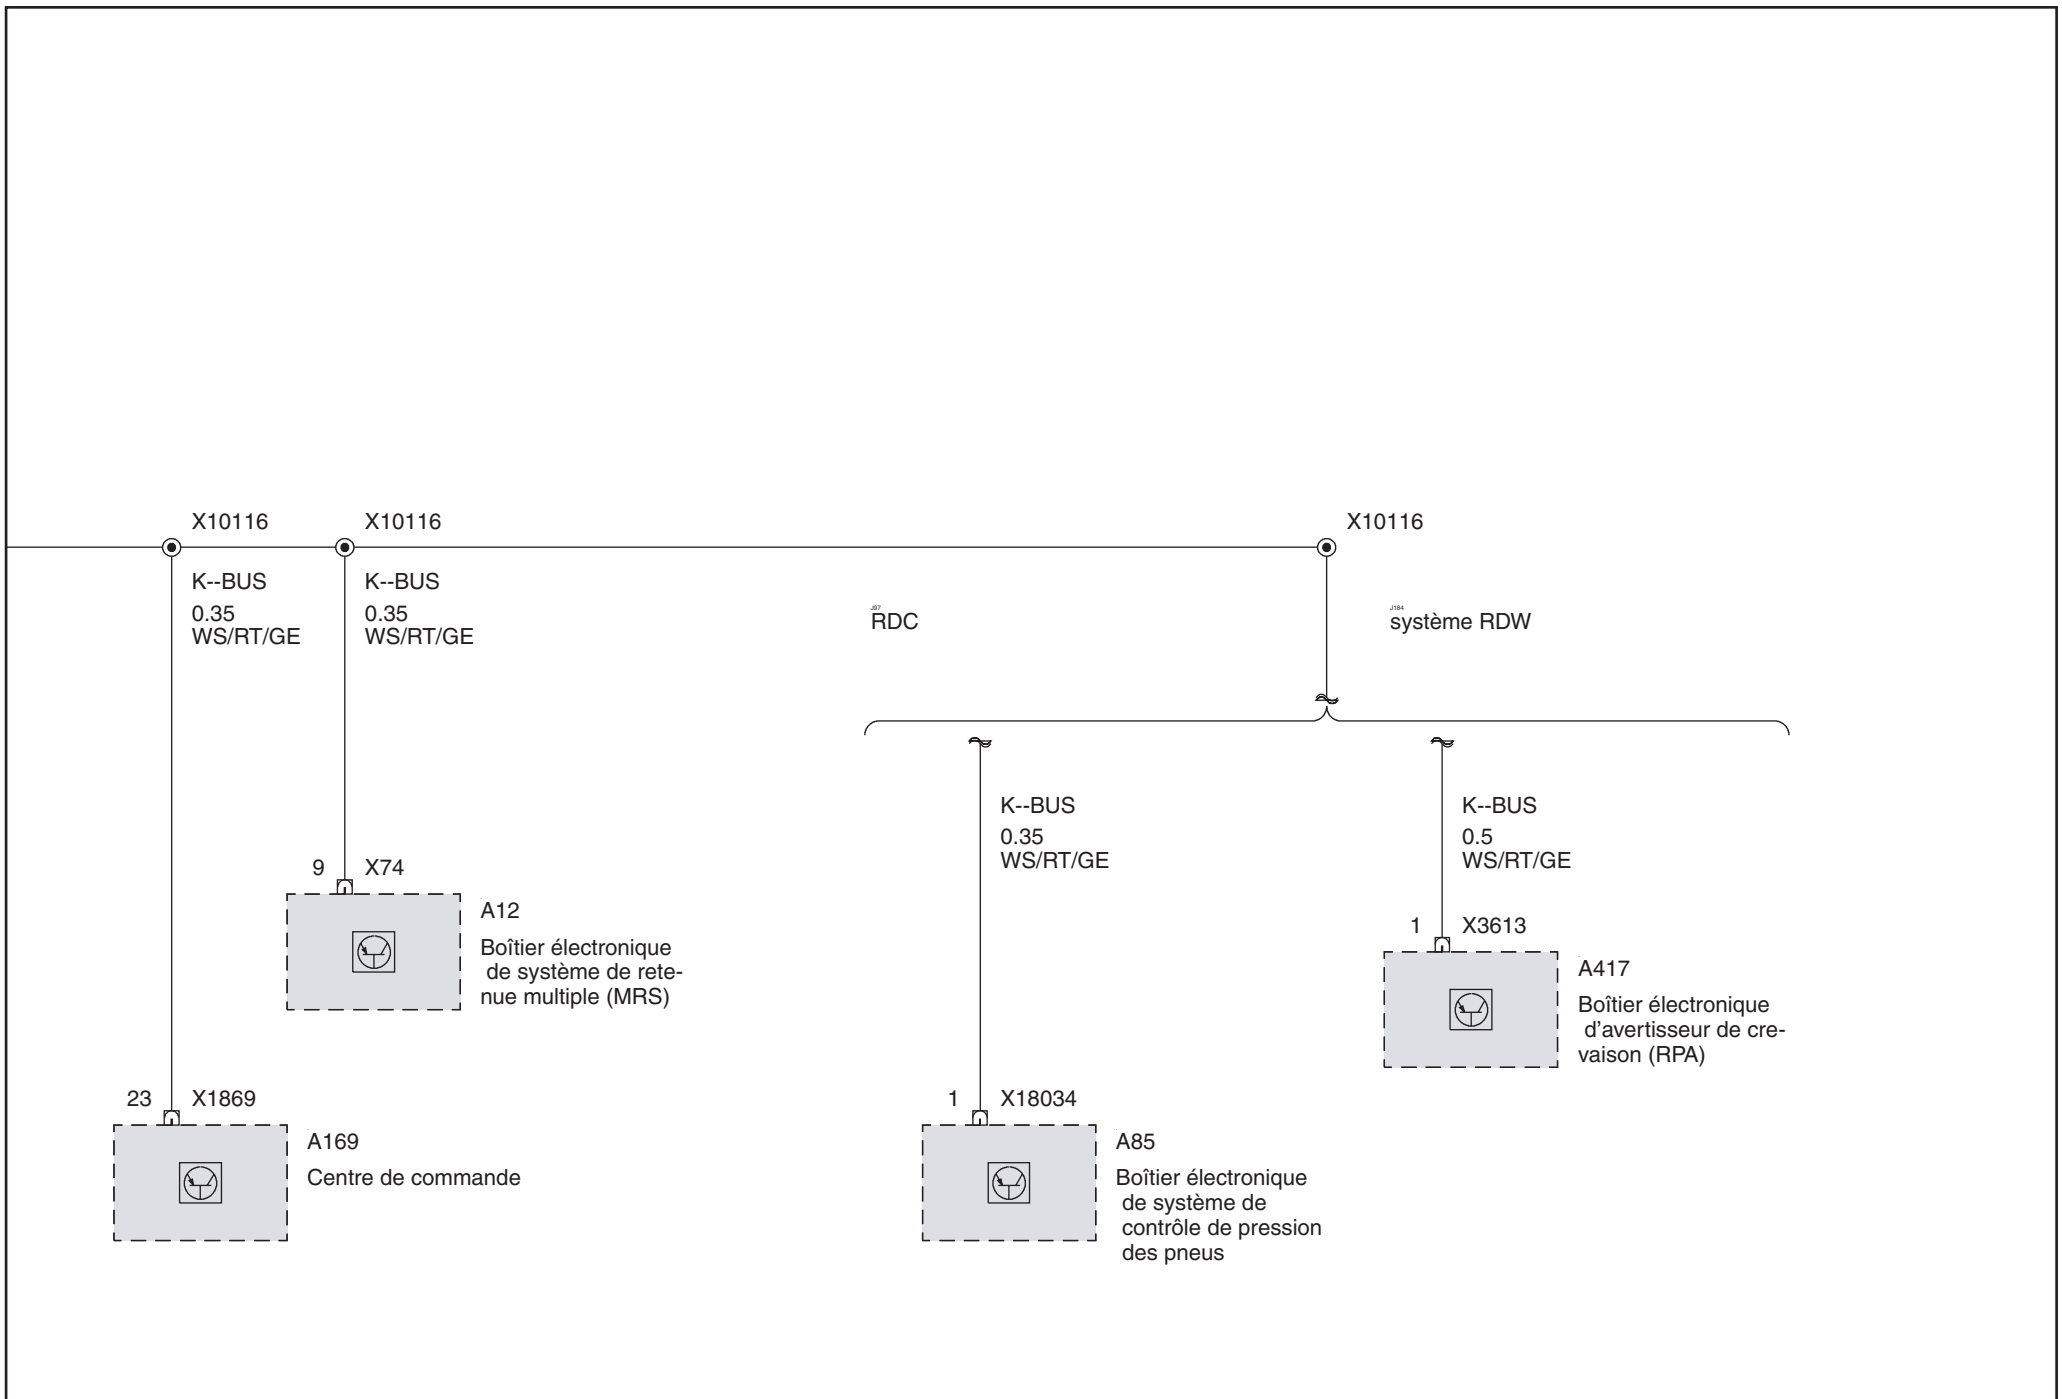 X10116
X10116
X10116
K--BUS
0.35
WS/RT/GE
K--BUS
0.35
WS/RT/GE
J97
RDC
J184
système RDW
K--BUS
0.35
WS/RT/GE
K--BUS
0.5
WS/RT/GE
9 X74
A12
Boîtier électronique
de système de rete-
nue multiple (MRS)
1 X3613
A417
Boîtier électronique
d'avertisseur de cre-
vaison (RPA)
23 X1869
A169
Centre de commande
1 X18034
A85
Boîtier électronique
de système de
contrôle de pression
des pneus